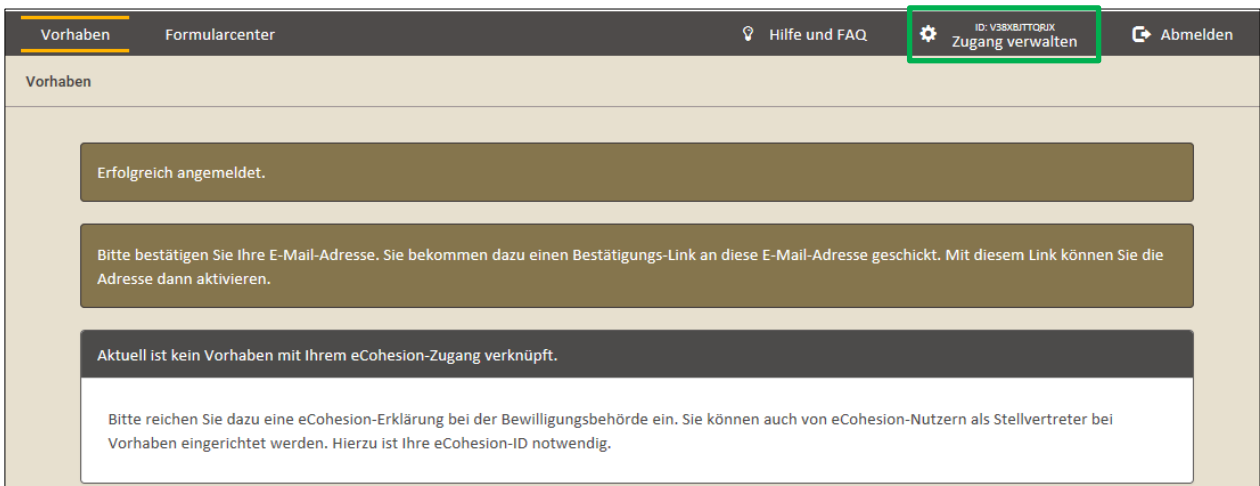 Vorhaben Formularcenter Hilfe und FAQ ID: V38XBJTTQRJX Zugang verwalten Abmelden
Vorhaben
Erfolgreich angemeldet.
Bitte bestätigen Sie Ihre E-Mail-Adresse. Sie bekommen dazu einen Bestätigungs-Link an diese E-Mail-Adresse geschickt. Mit diesem Link können Sie die
Adresse dann aktivieren.
Aktuell ist kein Vorhaben mit Ihrem eCohesion-Zugang verknüpft.
Bitte reichen Sie dazu eine eCohesion-Erklärung bei der Bewilligungsbehörde ein. Sie können auch von eCohesion-Nutzern als Stellvertreter bei
Vorhaben eingerichtet werden. Hierzu ist Ihre eCohesion-ID notwendig.